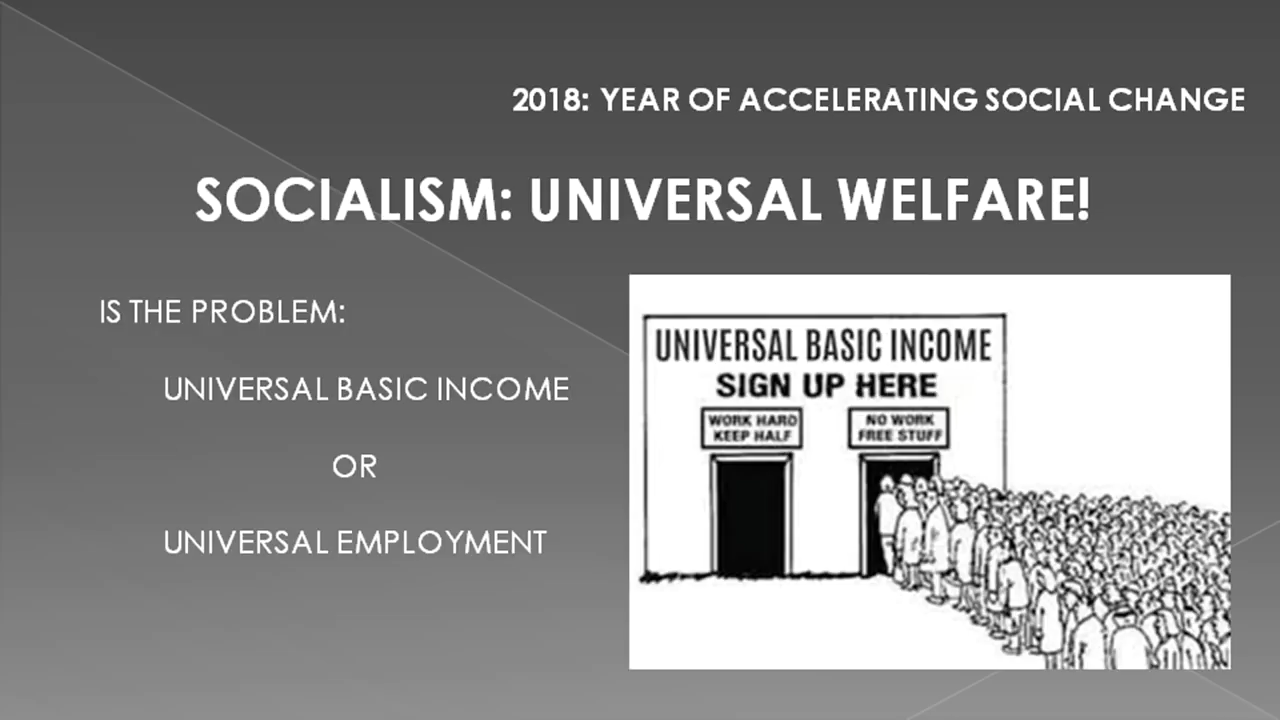 2018: YEAR OF ACCELERATING SOCIAL CHANGE
SOCIALISM: UNIVERSAL WELFARE!
IS THE PROBLEM:
UNIVERSAL BASIC INCOME
OR
UNIVERSAL EMPLOYMENT
UNIVERSAL BASIC INCOME
SIGN UP HERE
WORK HARD
KEEP HALF
NO WORK
FREE STUFF